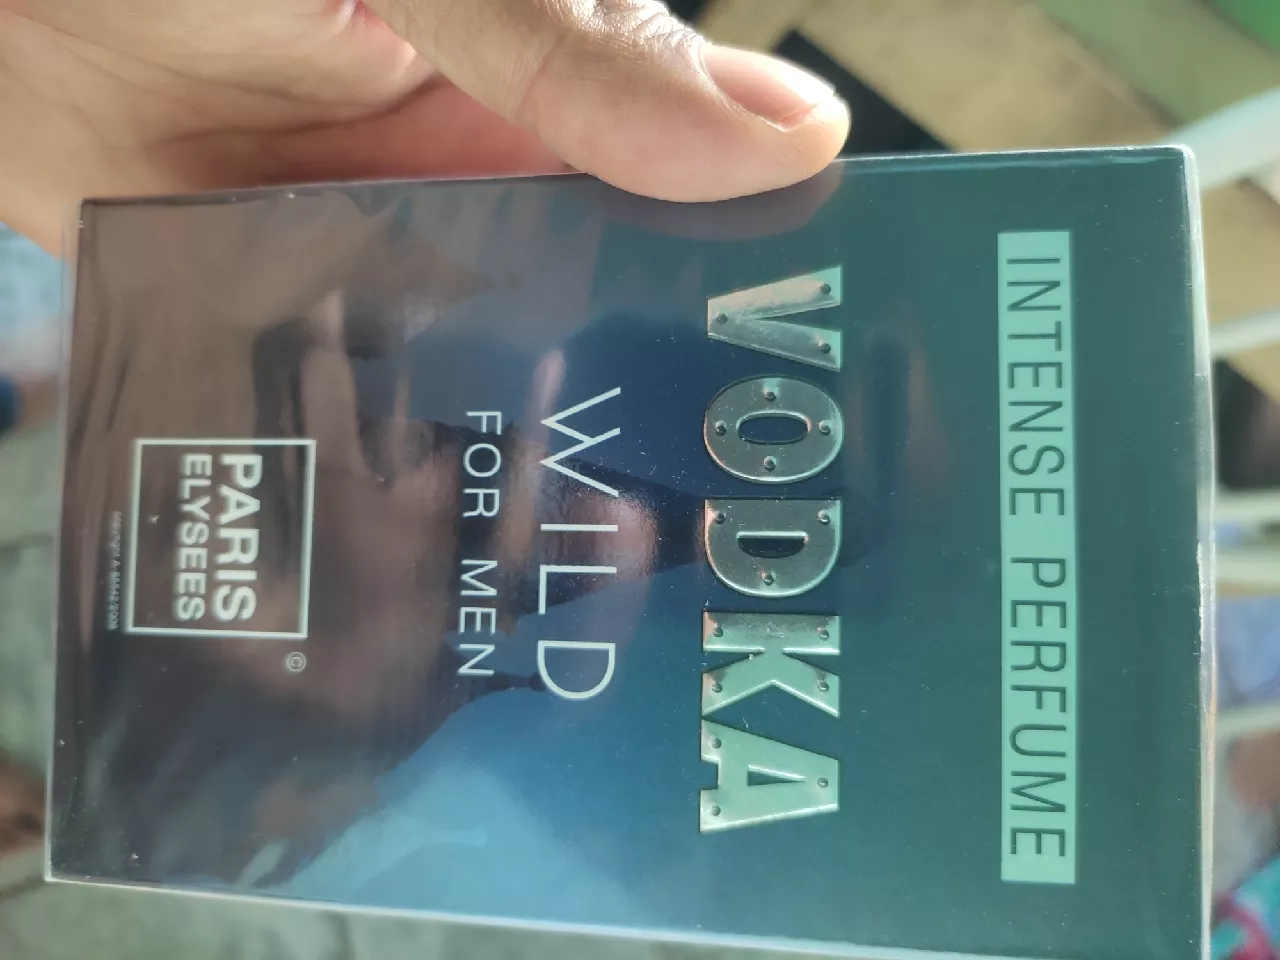 INTENSE PERFUME
VODKA
WILD
FOR MEN
©
PARIS
ELYSEES